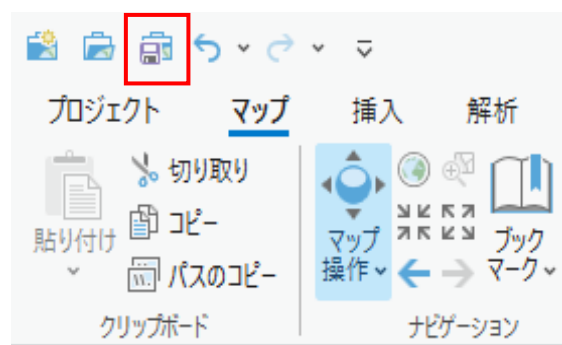 プロジェクト マップ 挿入 解析
貼り付け
切り取り
コピー
パスのコピー
クリップボード
マップ
操作
ブック
マーク
ナビゲーション